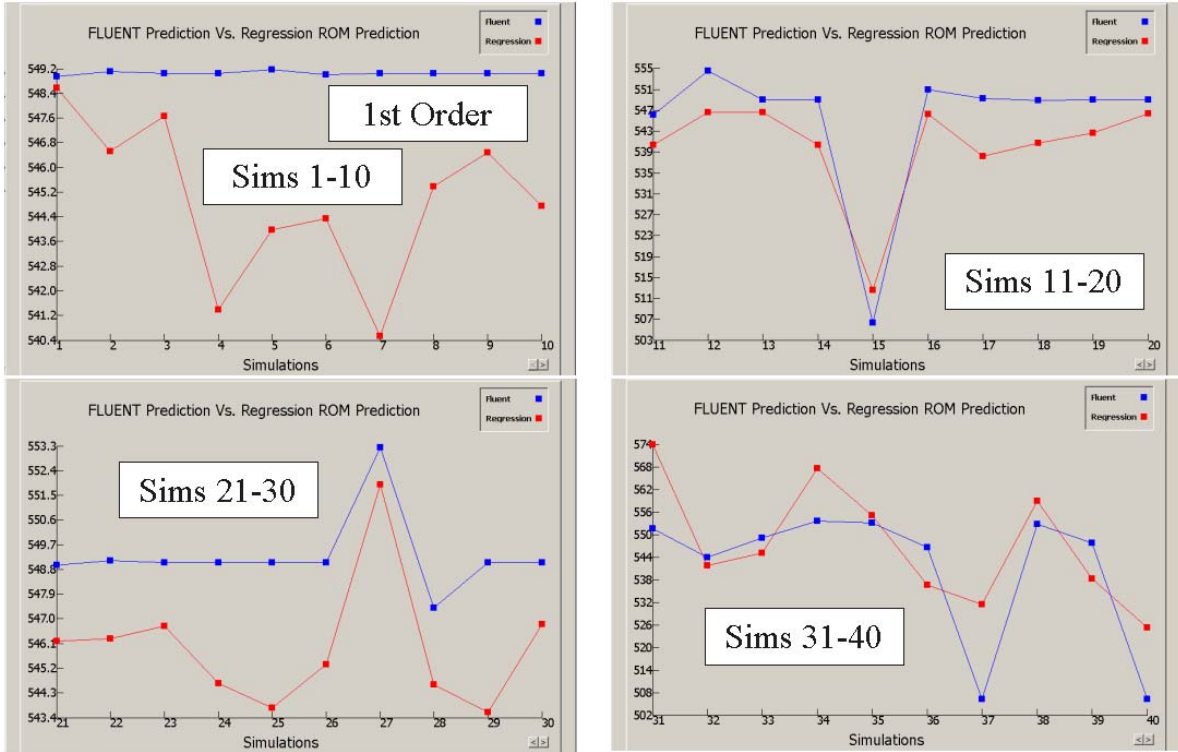 FLUENT Prediction Vs. Regression ROM Prediction
Fluent
Regression
549.2
548.4
547.6
546.8
546.0
545.2
544.4
543.6
542.8
542.0
541.2
540.4
1st Order
Sims 1-10
1 2 3 4 5 6 7 8 9 10
Simulations
FLUENT Prediction Vs. Regression ROM Prediction
Fluent
Regression
555
551
547
543
539
535
531
527
523
519
515
511
507
503
Sims 11-20
11 12 13 14 15 16 17 18 19 20
Simulations
FLUENT Prediction Vs. Regression ROM Prediction
Fluent
Regression
553.3
552.4
551.5
550.6
549.7
548.8
547.9
547.0
546.1
545.2
544.3
543.4
Sims 21-30
21 22 23 24 25 26 27 28 29 30
Simulations
FLUENT Prediction Vs. Regression ROM Prediction
Fluent
Regression
574
568
562
556
550
544
538
532
526
520
514
508
502
Sims 31-40
31 32 33 34 35 36 37 38 39 40
Simulations